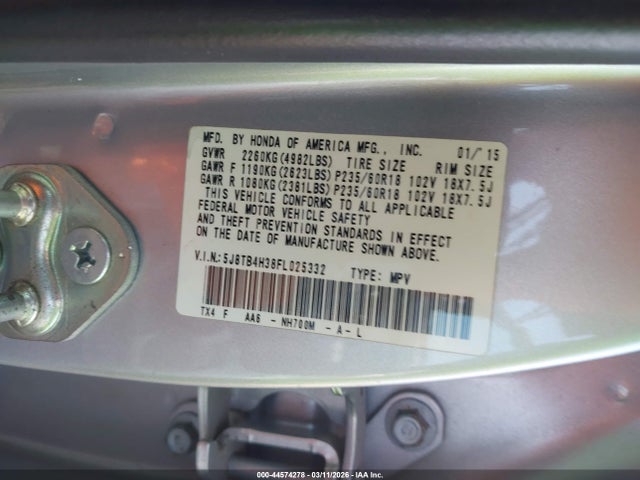 MFD. BY HONDA OF AMERICA MFG., INC. 01/'15
GVWR 2260KG(4982LBS) TIRE SIZE RIM SIZE
GAWR F 1190KG(2623LBS) P235/60R18 102V 18X7.5J
GAWR R 1080KG(2381LBS) P235/60R18 102V 18X7.5J
THIS VEHICLE CONFORMS TO ALL APPLICABLE
FEDERAL MOTOR VEHICLE SAFETY
AND THEFT PREVENTION STANDARDS IN EFFECT
ON THE DATE OF MANUFACTURE SHOWN ABOVE.
V.I.N.:5J8TB4H38FL025332 TYPE: MPV
TX4 F AA6 - NH700M - A - L
000-44574278 - 03/11/2026 - IAA Inc.